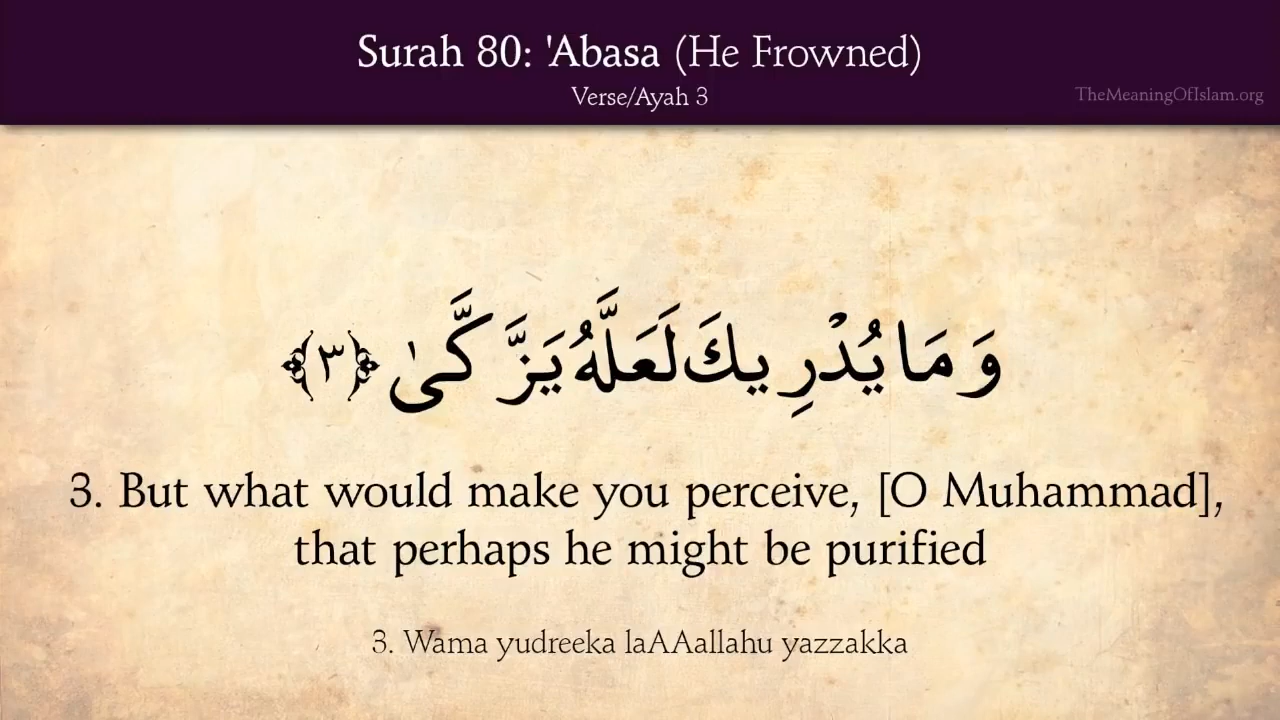 Surah 80: 'Abasa (He Frowned)
Verse/Ayah 3
TheMeaningOfIslam.org
وَمَا يُدْرِيكَ لَعَلَّهُ يَزَّكَّىٰ ﴿٣﴾
3. But what would make you perceive, [O Muhammad],
that perhaps he might be purified
3. Wama yudreeka laAAallahu yazzakka